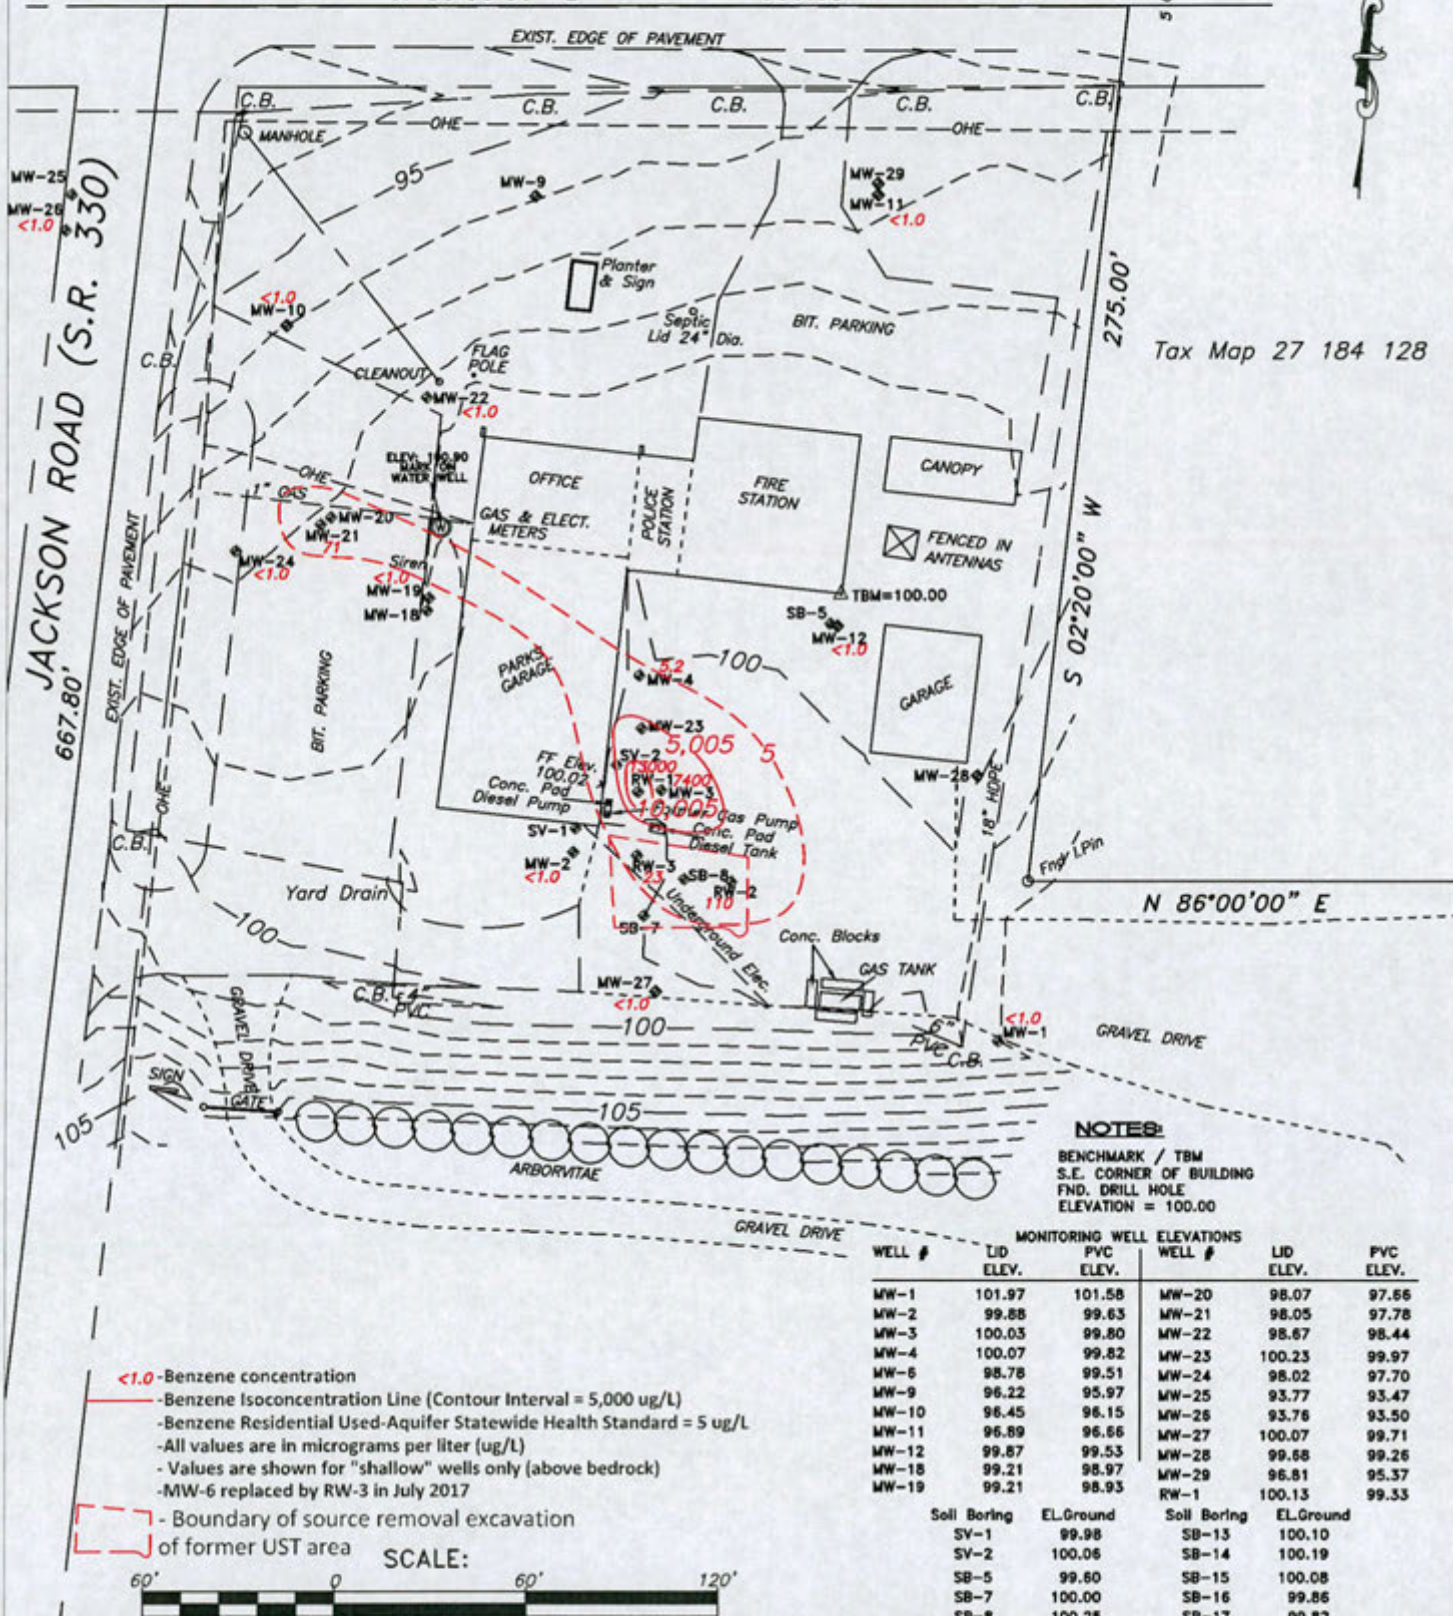 EXIST. EDGE OF PAVEMENT
C.B.
C.B.
C.B.
C.B.
C.B.
MANHOLE
OHE
OHE
MW-25
MW-26
<1.0
95
MW-9
MW-29
MW-11
<1.0
JACKSON ROAD (S.R. 330)
667.80'
EXIST. EDGE OF PAVEMENT
275.00'
S 02°20'00" W
Tax Map 27 184 128
<1.0
MW-10
Planter
& Sign
Septic
Lid 24" Dia.
BIT. PARKING
C.B.
CLEANOUT
FLAG
POLE
MW-22
<1.0
MARK ON
WATER WELL
OHE
1" GAS
OFFICE
GAS & ELECT.
METERS
POLICE
STATION
FIRE
STATION
CANOPY
FENCED IN
ANTENNAS
MW-20
MW-21
71
MW-24
<1.0
Siren
<1.0
MW-19
MW-18
W
TBM=100.00
SB-5
MW-12
<1.0
BIT. PARKING
PARKS
GARAGE
5.2
MW-4
100
GARAGE
MW-23
5,005
5
SV-2
13000
RW-1
7400
MW-3
10,005
FF Elev.
100.02
Conc. Pad
Diesel Pump
Former Gas Pump
Conc. Pad
Diesel Tank
MW-28
18" HDPE
OHE
C.B.
SV-1
MW-2
<1.0
RW-3
23
SB-8
RW-2
110
SB-7
Underground Elec.
Yard Drain
100
Fnd I.Pin
N 86°00'00" E
Conc. Blocks
GAS TANK
MW-27
<1.0
C.B.
4"
PVC
100
6"
PVC
C.B.
<1.0
MW-1
GRAVEL DRIVE
GRAVEL DRIVE
SIGN
GATE
105
105
ARBORVITAE
GRAVEL DRIVE
NOTES:
BENCHMARK / TBM
S.E. CORNER OF BUILDING
FND. DRILL HOLE
ELEVATION = 100.00
MONITORING WELL ELEVATIONS
WELL # LID ELEV. PVC ELEV. WELL # LID ELEV. PVC ELEV.
MW-1 101.97 101.58 MW-20 98.07 97.66
MW-2 99.88 99.63 MW-21 98.05 97.78
MW-3 100.03 99.80 MW-22 98.67 98.44
MW-4 100.07 99.82 MW-23 100.23 99.97
MW-6 98.78 99.51 MW-24 98.02 97.70
MW-9 96.22 95.97 MW-25 93.77 93.47
MW-10 96.45 96.15 MW-26 93.76 93.50
MW-11 96.89 96.66 MW-27 100.07 99.71
MW-12 99.87 99.53 MW-28 99.68 99.26
MW-18 99.21 98.97 MW-29 96.81 95.37
MW-19 99.21 98.93 RW-1 100.13 99.33
Soil Boring EL.Ground Soil Boring EL.Ground
SV-1 99.98 SB-13 100.10
SV-2 100.06 SB-14 100.19
SB-5 99.60 SB-15 100.08
SB-7 100.00 SB-16 99.86
<1.0 -Benzene concentration
-Benzene Isoconcentration Line (Contour Interval = 5,000 ug/L)
-Benzene Residential Used-Aquifer Statewide Health Standard = 5 ug/L
-All values are in micrograms per liter (ug/L)
- Values are shown for "shallow" wells only (above bedrock)
-MW-6 replaced by RW-3 in July 2017
- Boundary of source removal excavation
of former UST area
SCALE:
60' 0 60' 120'